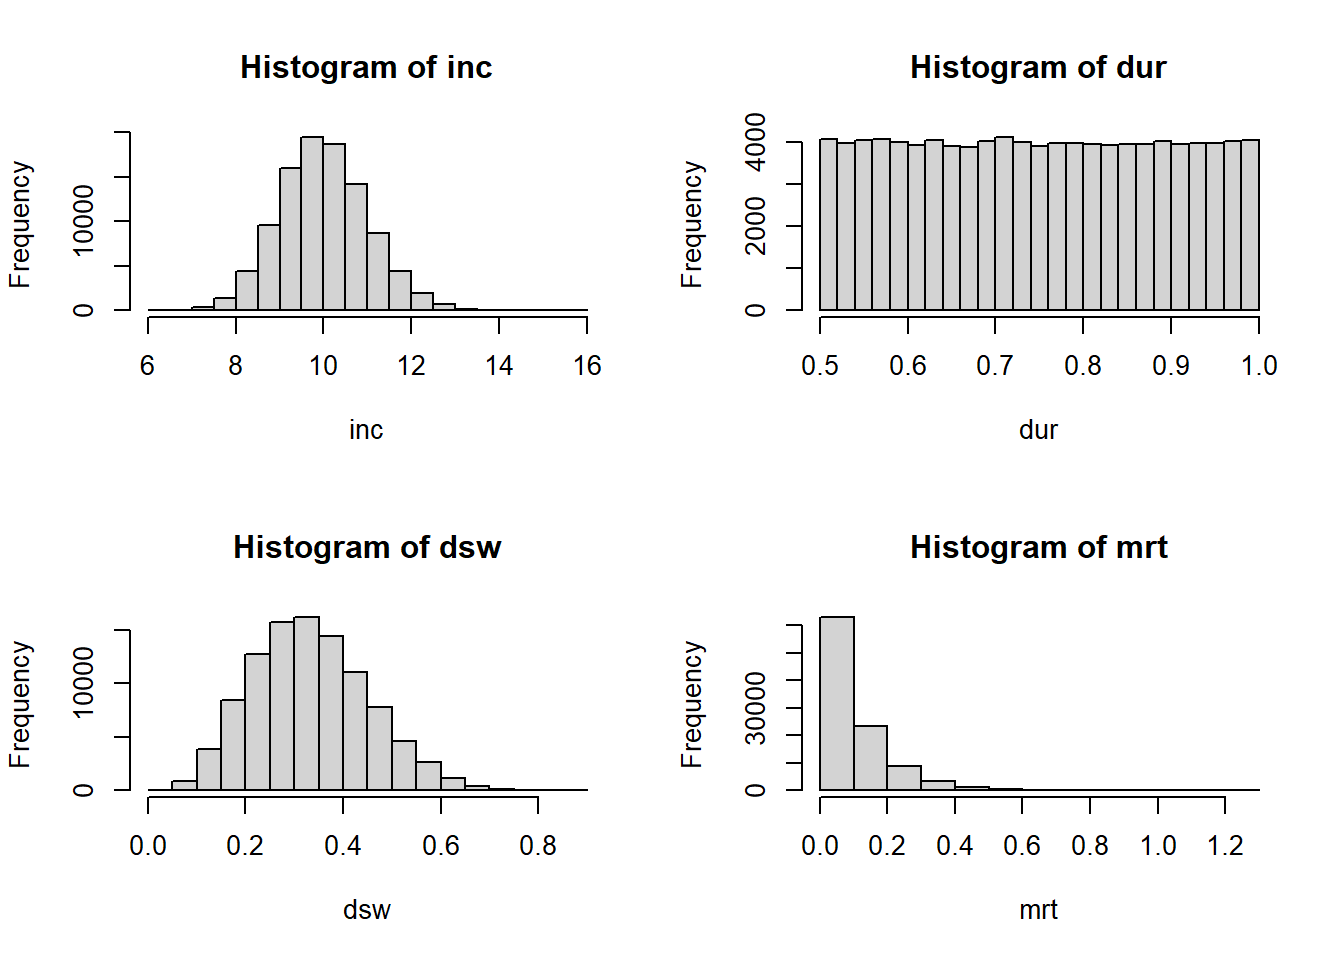 Histogram of inc
Frequency
0 10000
6 8 10 12 14 16
inc
Histogram of dur
Frequency
0 2000 4000
0.5 0.6 0.7 0.8 0.9 1.0
dur
Histogram of dsw
Frequency
0 10000
0.0 0.2 0.4 0.6 0.8
dsw
Histogram of mrt
Frequency
0 30000
0.0 0.2 0.4 0.6 0.8 1.0 1.2
mrt